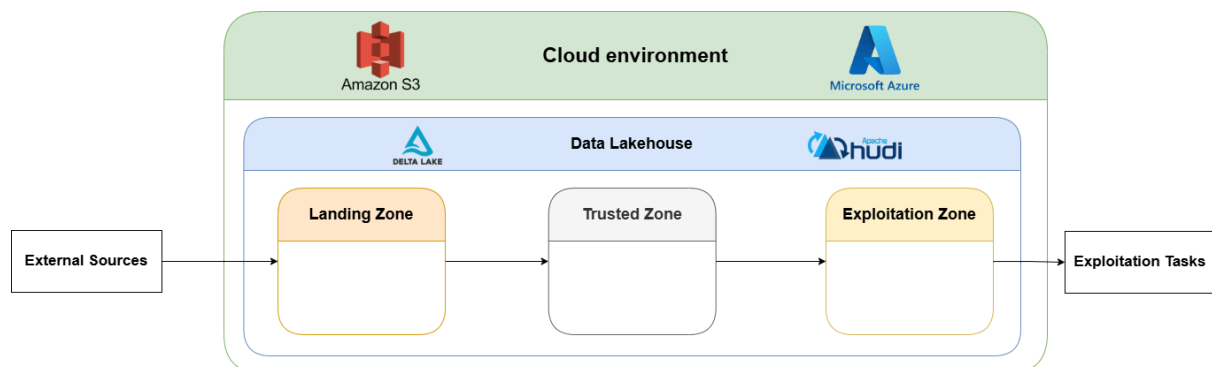 Cloud environment
Amazon S3
Microsoft Azure
Data Lakehouse
DELTA LAKE
Apache
hudi
Landing Zone
Trusted Zone
Exploitation Zone
External Sources
Exploitation Tasks